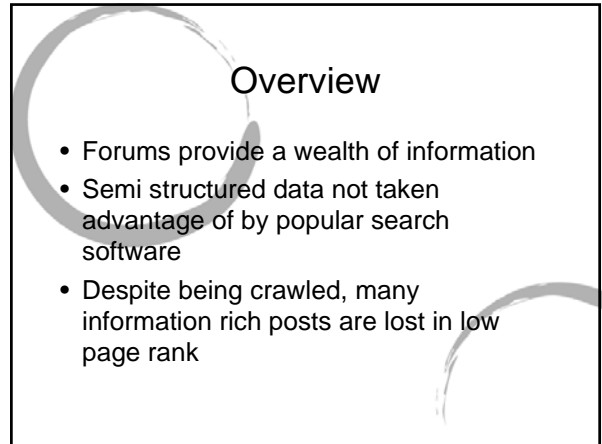 Overview
• Forums provide a wealth of information
• Semi structured data not taken
advantage of by popular search
software
• Despite being crawled, many
information rich posts are lost in low
page rank